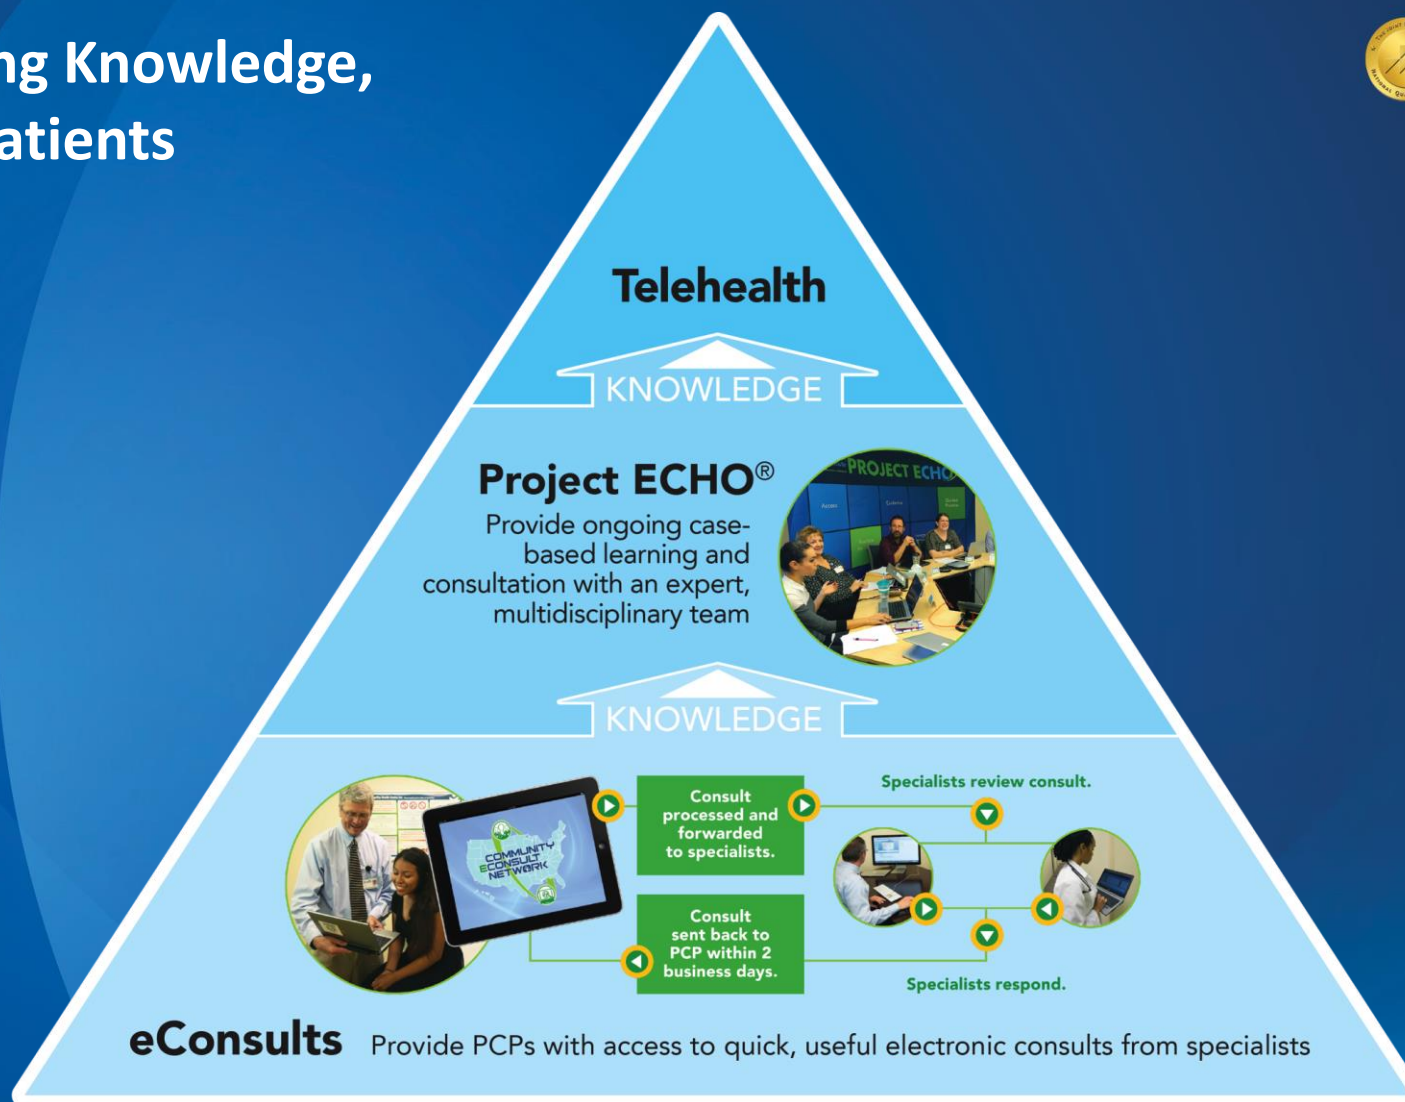 ng Knowledge,
atients
Telehealth
KNOWLEDGE
Project ECHO®
Provide ongoing case-
based learning and
consultation with an expert,
multidisciplinary team
PROJECT ECHO
KNOWLEDGE
COMMUNITY
ECONSULT
NETWORK
Consult
processed and
forwarded
to specialists.
Specialists review consult.
Consult
sent back to
PCP within 2
business days.
Specialists respond.
eConsults Provide PCPs with access to quick, useful electronic consults from specialists